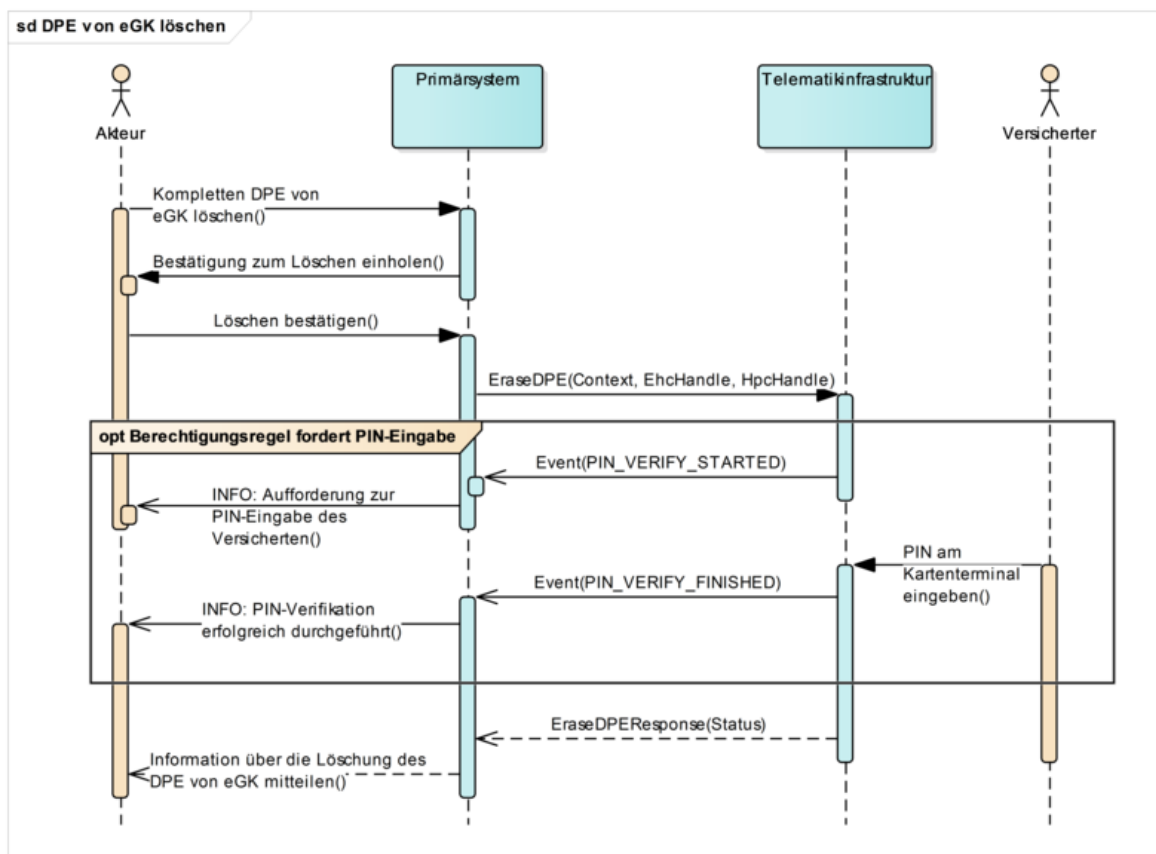 sd DPE von eGK löschen
Akteur
Primärsystem
Telematikinfrastruktur
Versicherter
Kompletten DPE von
eGK löschen()
Bestätigung zum Löschen einholen()
Löschen bestätigen()
EraseDPE(Context, EhcHandle, HpcHandle)
opt Berechtigungsregel fordert PIN-Eingabe
Event(PIN_VERIFY_STARTED)
INFO: Aufforderung zur
PIN-Eingabe des
Versicherten()
PIN am
Kartenterminal
eingeben()
Event(PIN_VERIFY_FINISHED)
INFO: PIN-Verifikation
erfolgreich durchgeführt()
EraseDPEResponse(Status)
Information über die Löschung des
DPE von eGK mitteilen()